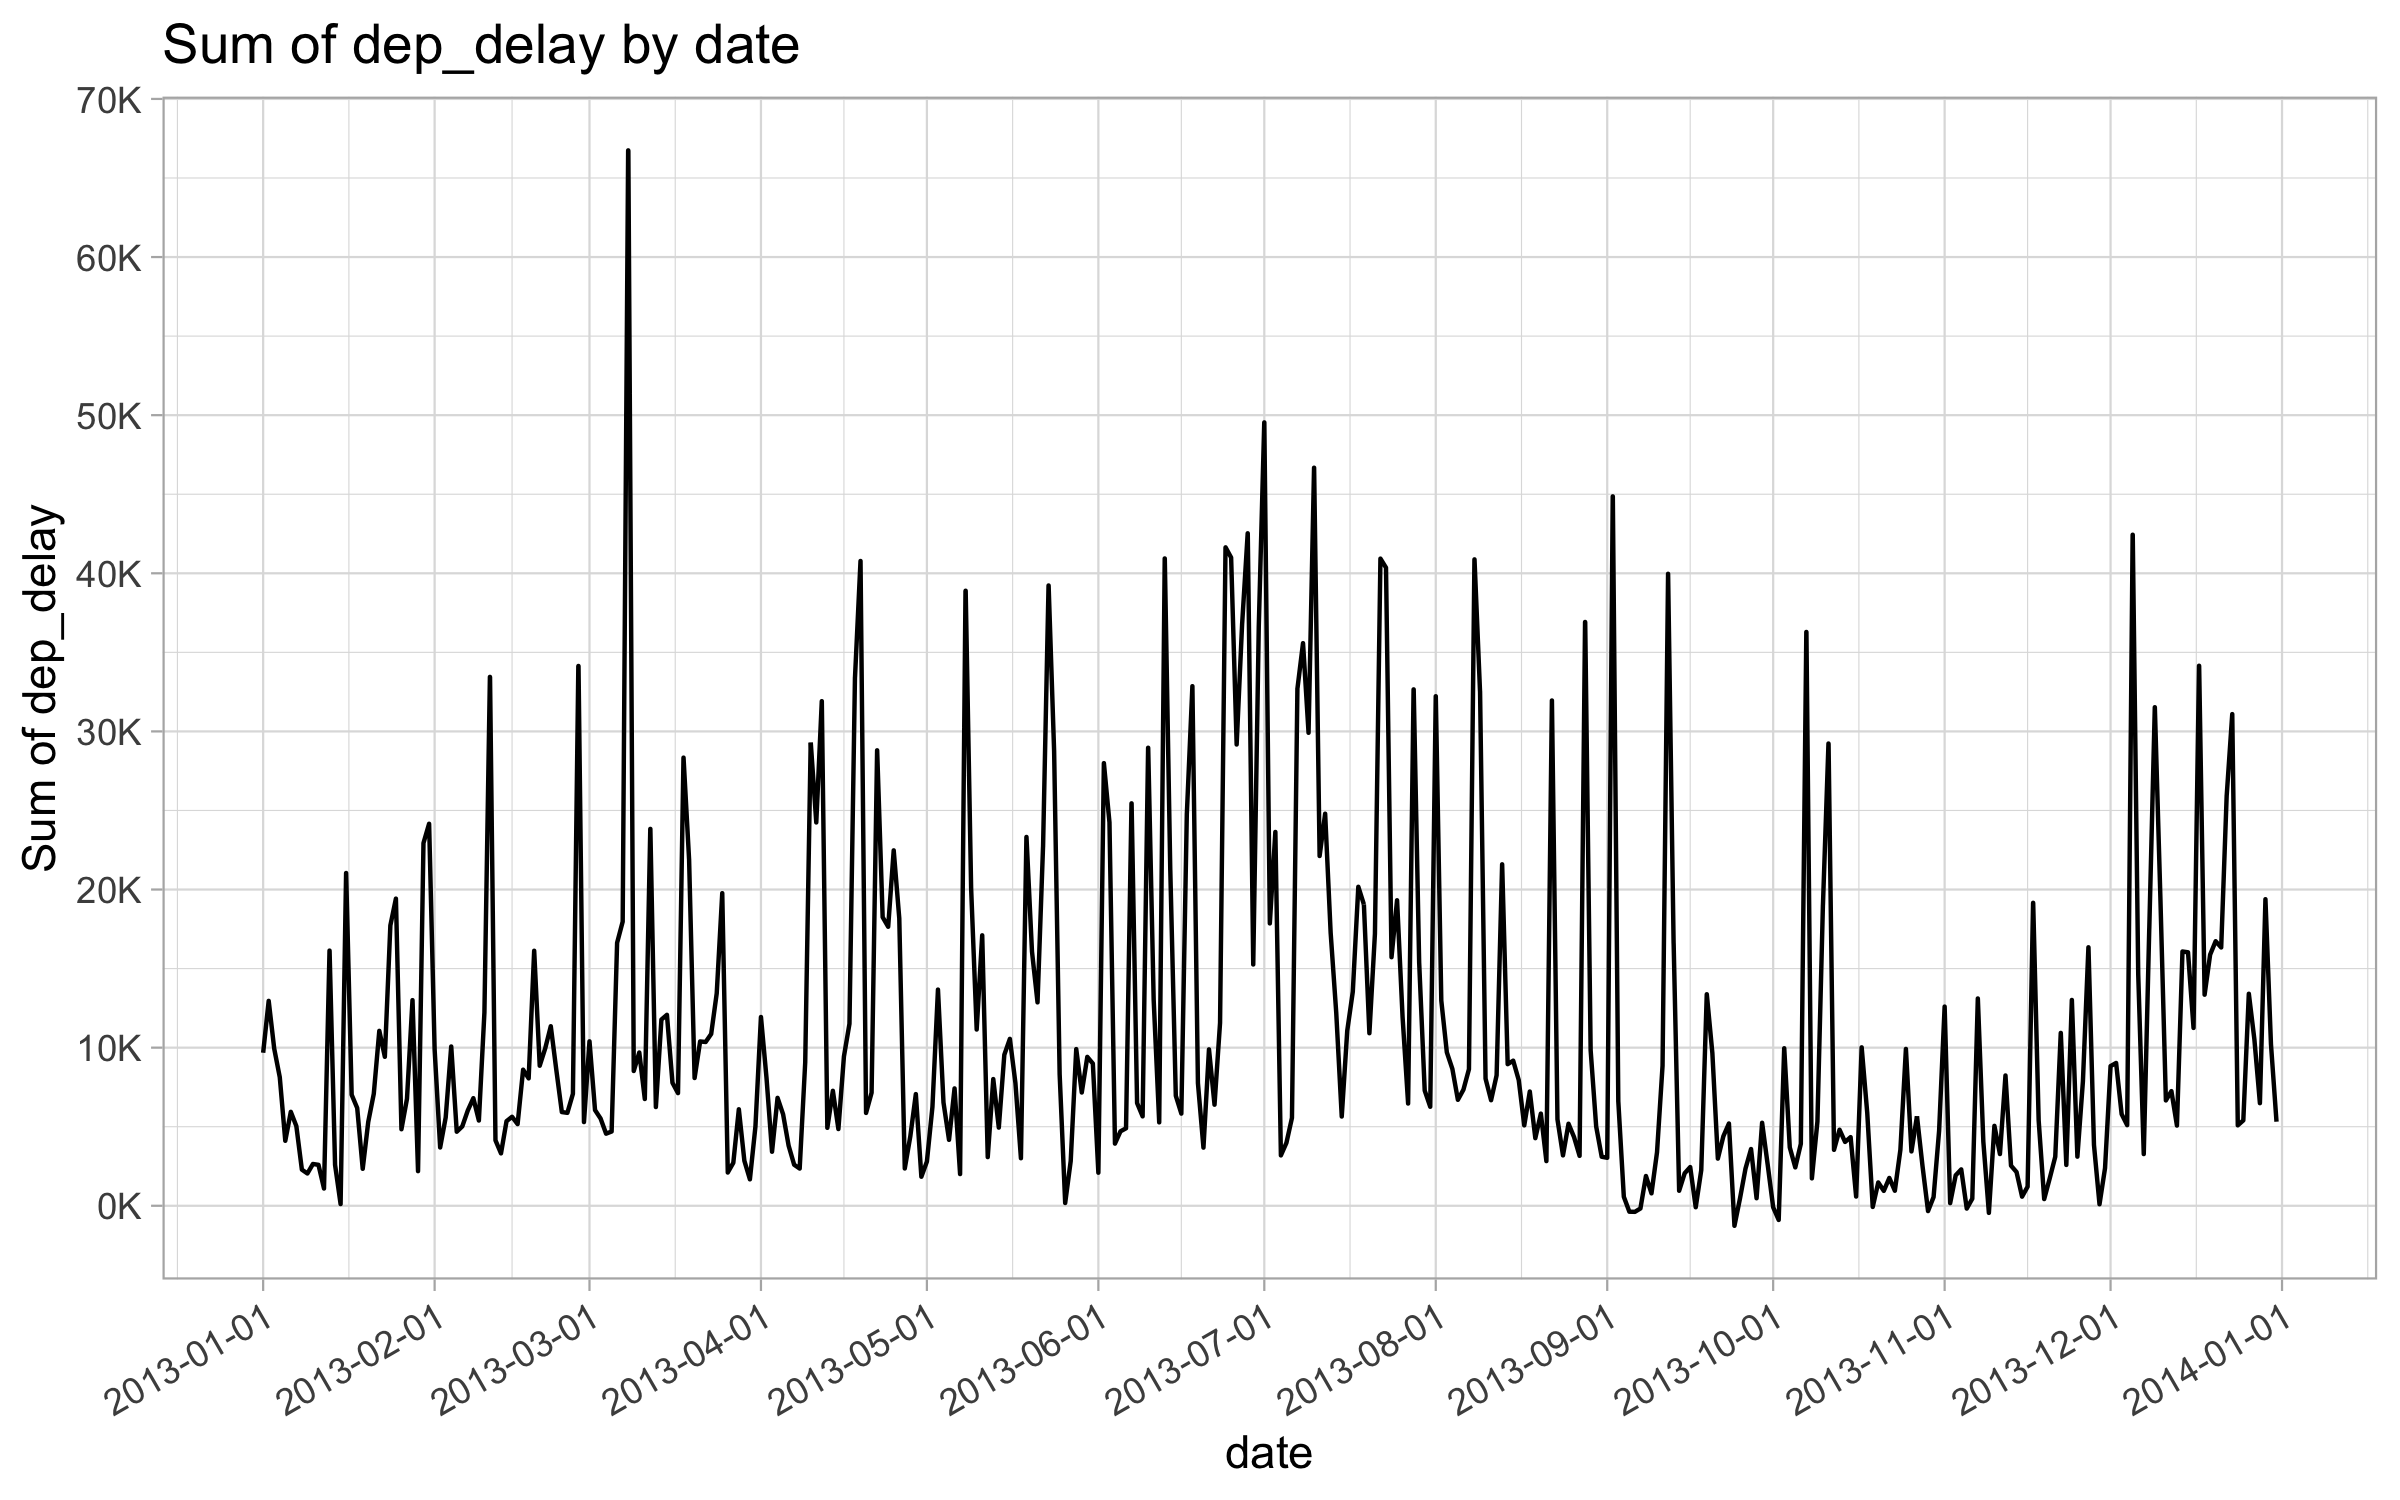 Sum of dep_delay by date
Sum of dep_delay
70K
60K
50K
40K
30K
20K
10K
0K
2013-01-01
2013-02-01
2013-03-01
2013-04-01
2013-05-01
2013-06-01
2013-07-01
2013-08-01
2013-09-01
2013-10-01
2013-11-01
2013-12-01
2014-01-01
date